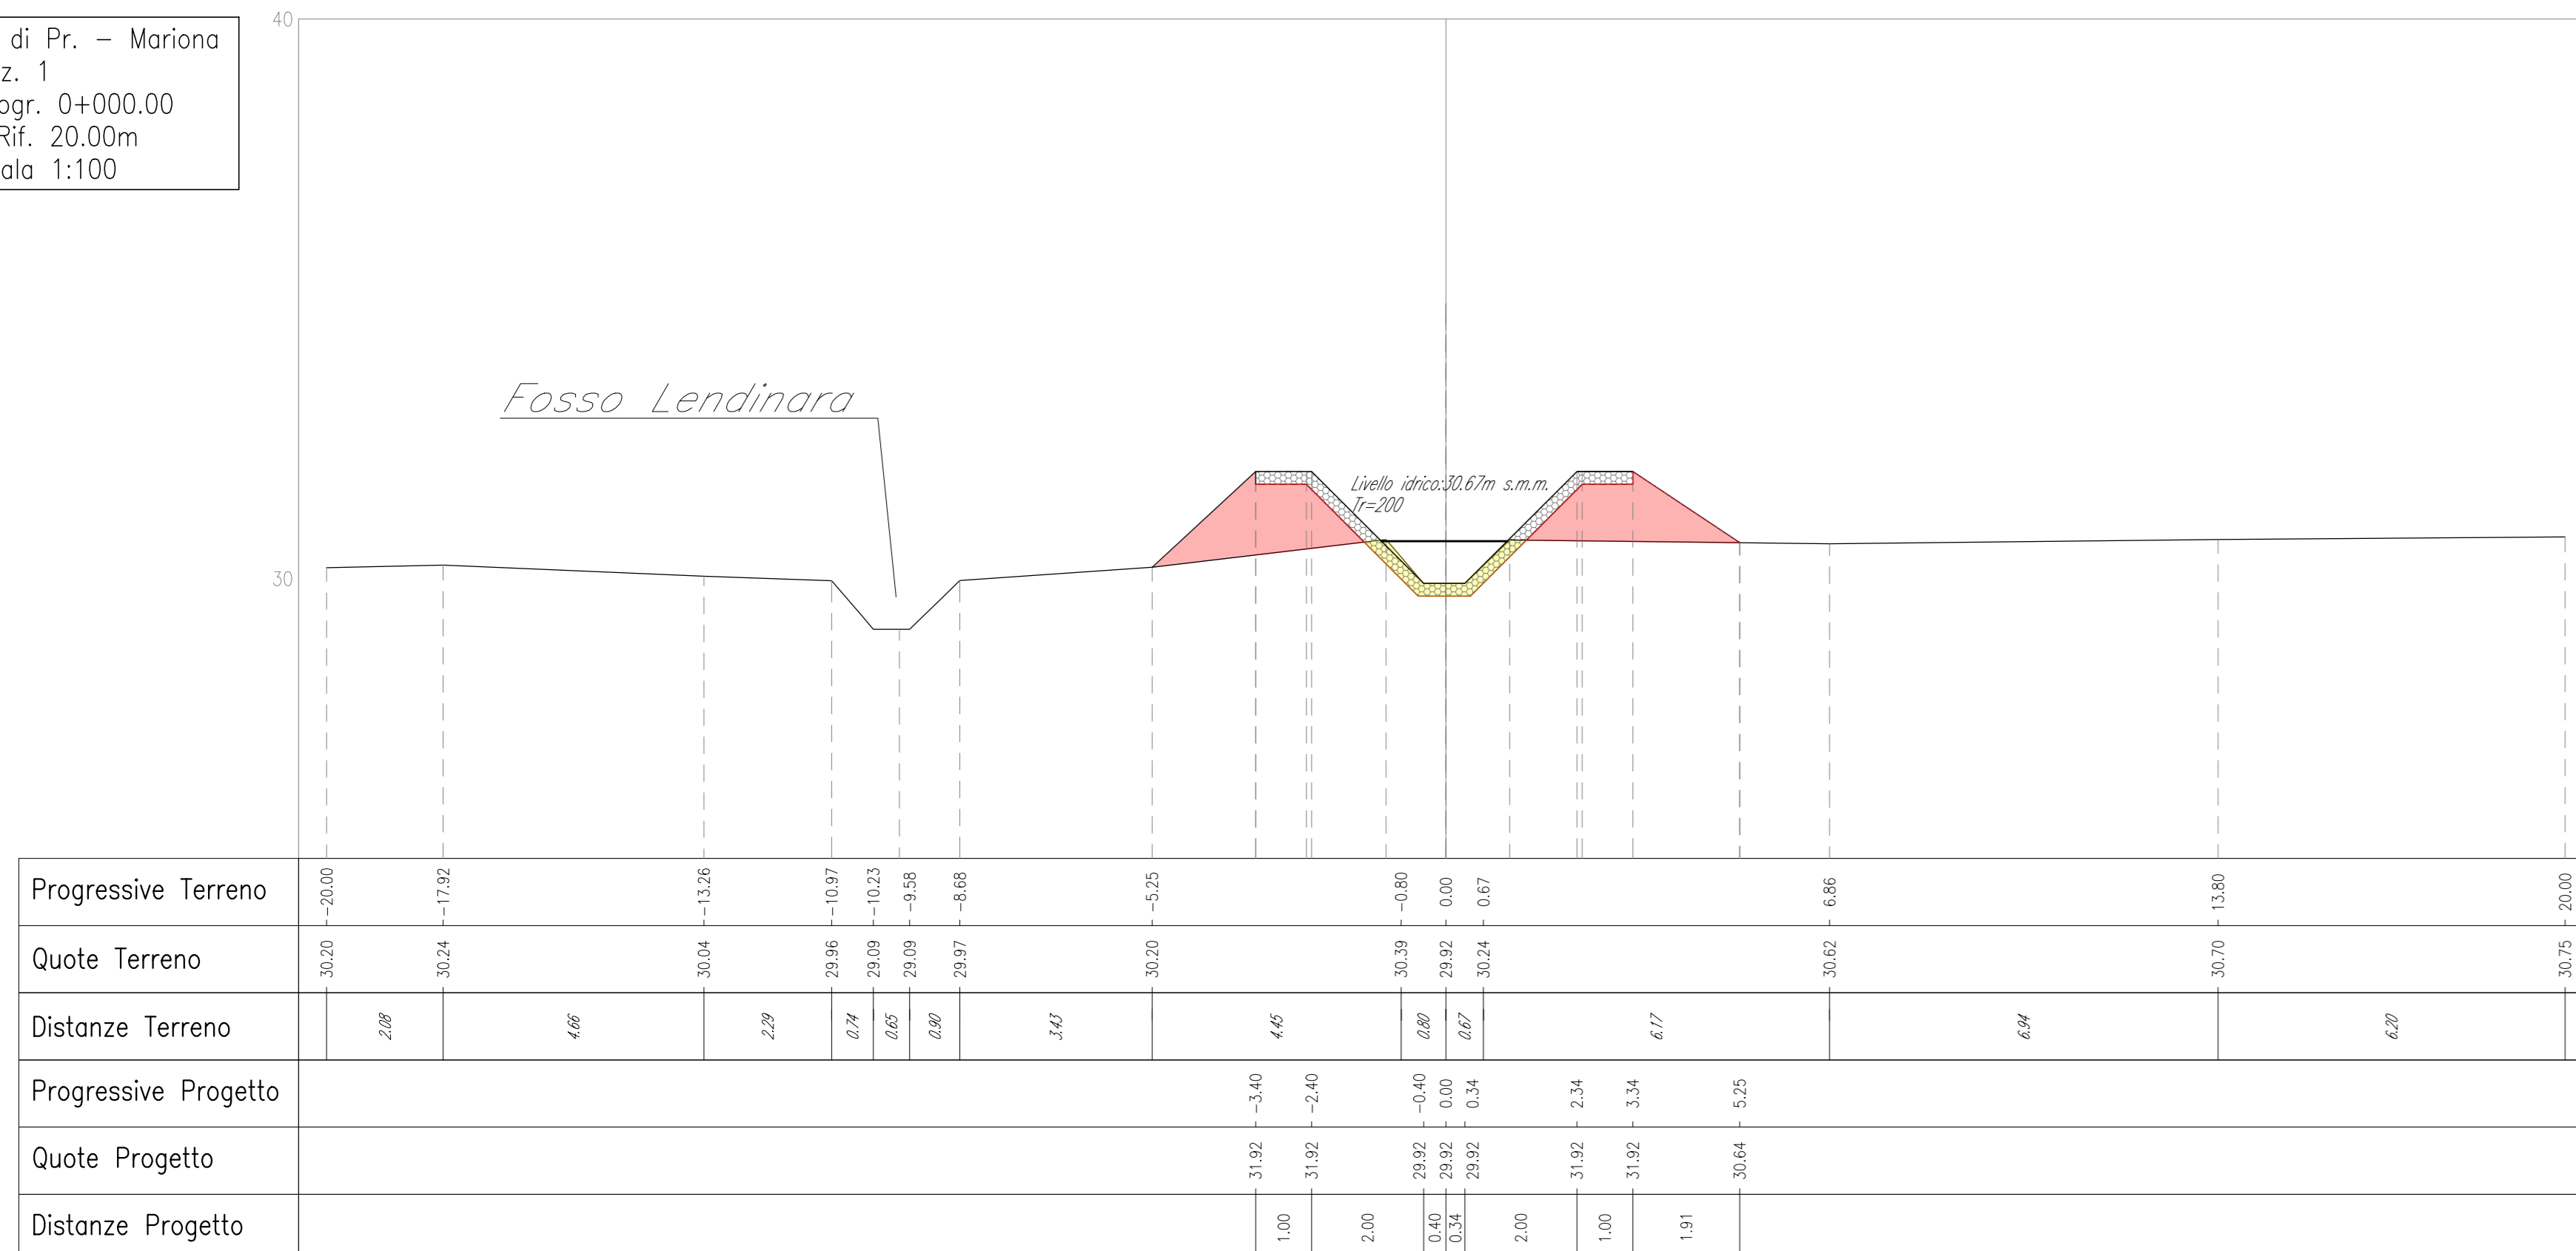 di Pr. – Mariona
z. 1
ogr. 0+000.00
Rif. 20.00m
ala 1:100
40
30
Fosso Lendinara
Livello idrico:30.67m s.m.m.
Tr=200
Progressive Terreno -20.00 -17.92 -13.26 -10.97 -10.23 -9.58 -8.68 -5.25 -0.80 0.00 0.67 6.86 13.80 20.00
Quote Terreno 30.20 30.24 30.04 29.96 29.09 29.09 29.97 30.20 30.39 29.92 30.24 30.62 30.70 30.75
Distanze Terreno 2.08 4.66 2.29 0.74 0.65 0.90 3.43 4.45 0.80 0.67 6.17 6.94 6.20
Progressive Progetto -3.40 -2.40 -0.40 0.00 0.34 2.34 3.34 5.25
Quote Progetto 31.92 31.92 29.92 29.92 29.92 31.92 31.92 30.64
Distanze Progetto 1.00 2.00 0.40 0.34 2.00 1.00 1.91